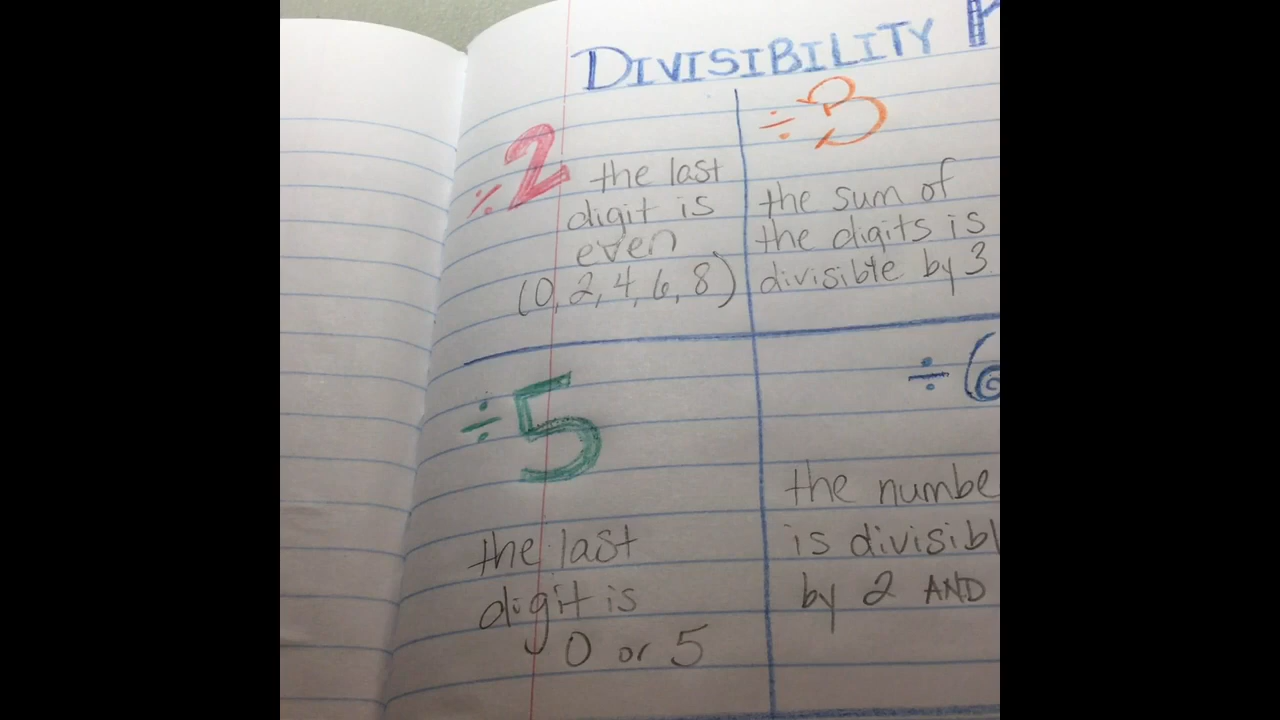 DIVISIBILITY
÷2
the last
digit is
even
(0, 2, 4, 6, 8)
÷3
the sum of
the digits is
divisible by 3.
÷5
the last
digit is
0 or 5
÷6
the numbe
is divisibl
by 2 AND